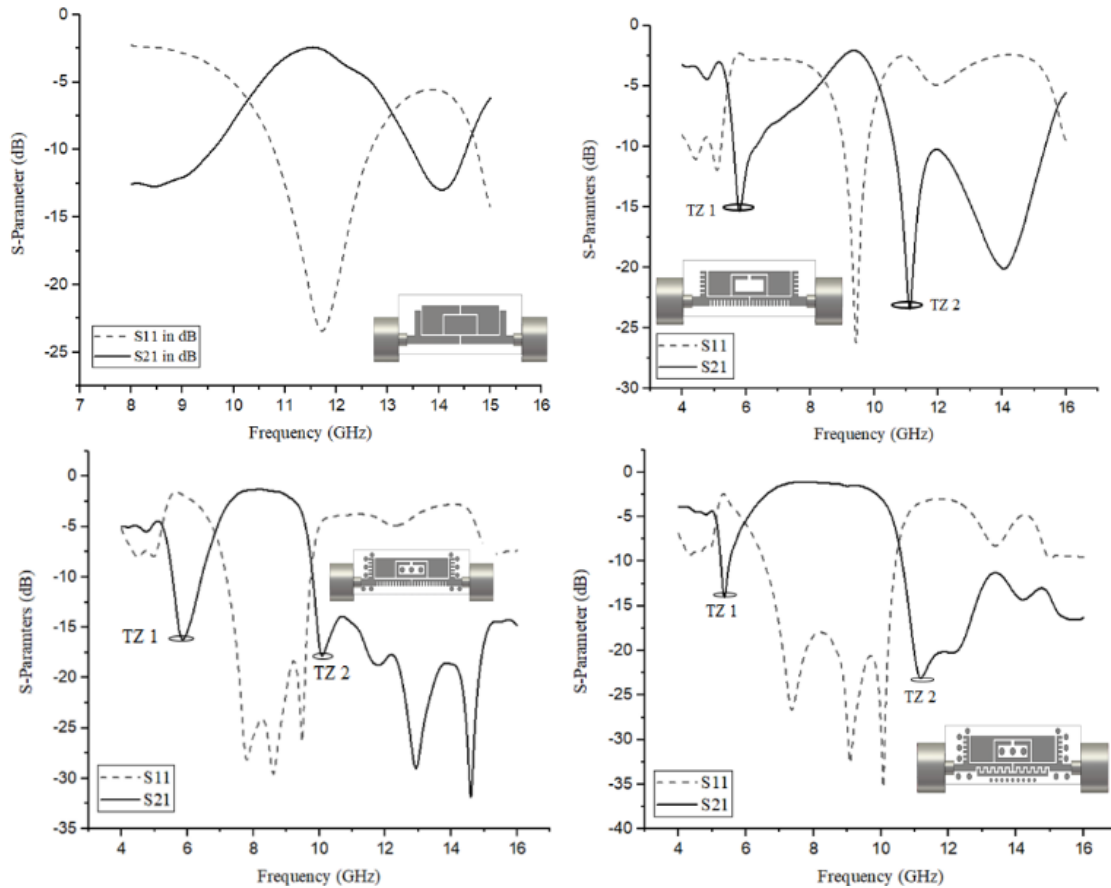 0
-5
-10
-15
-20
-25
S-Parameter (dB)
S11 in dB
S21 in dB
7 8 9 10 11 12 13 14 15 16
Frequency (GHz)
0
-5
-10
-15
-20
-25
-30
S-Paramters (dB)
TZ 1
TZ 2
S11
S21
4 6 8 10 12 14 16
Frequency (GHz)
0
-5
-10
-15
-20
-25
-30
-35
S-Paramters (dB)
TZ 1
TZ 2
S11
S21
4 6 8 10 12 14 16
Frequency (GHz)
0
-5
-10
-15
-20
-25
-30
-35
-40
S-Parameter (dB)
TZ 1
TZ 2
S11
S21
4 6 8 10 12 14 16
Frequency (GHz)